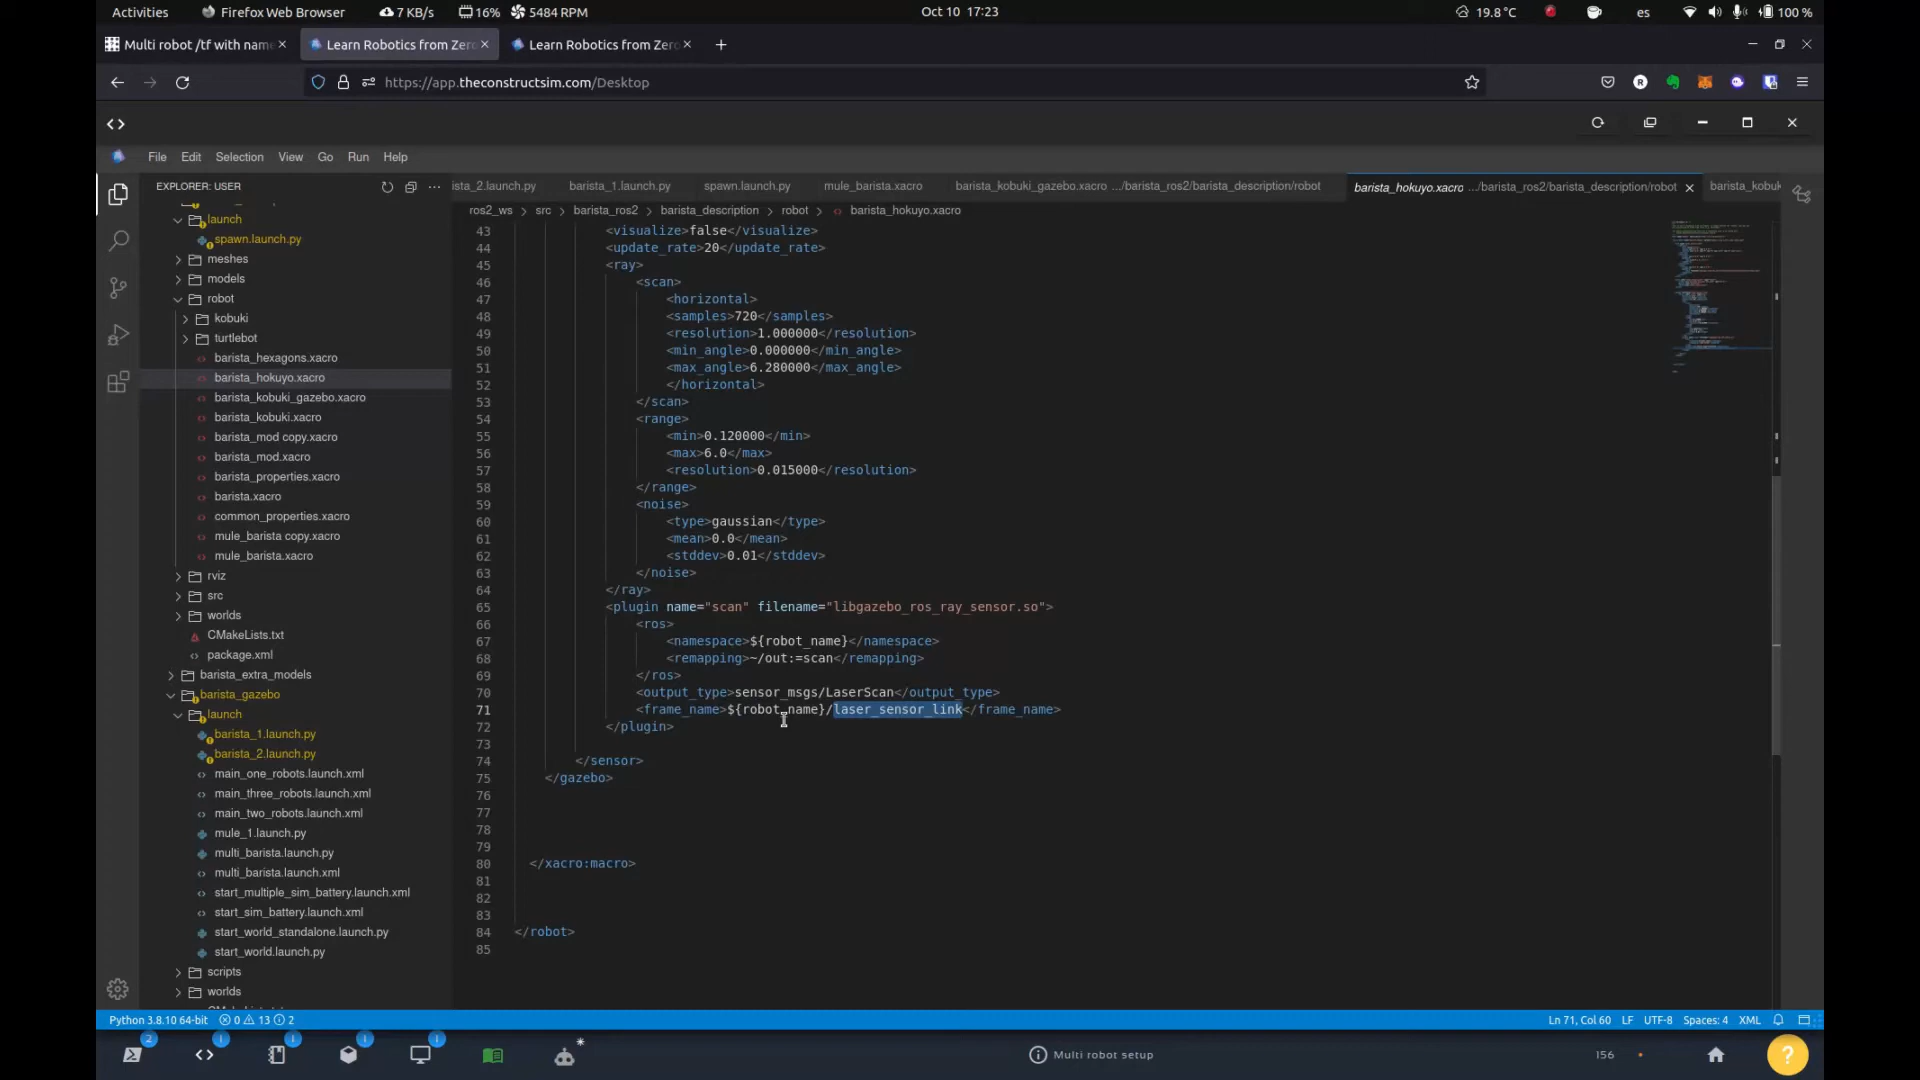 Activities
Firefox Web Browser
7 KB/s
16%
5484 RPM
Oct 10 17:23
19.8 °C
es
100 %
Multi robot /tf with name
Learn Robotics from Zero
Learn Robotics from Zero
https://app.theconstructsim.com/Desktop
File Edit Selection View Go Run Help
EXPLORER: USER
ista_2.launch.py
barista_1.launch.py
spawn.launch.py
mule_barista.xacro
barista_kobuki_gazebo.xacro .../barista_ros2/barista_description/robot
barista_hokuyo.xacro .../barista_ros2/barista_description/robot
barista_kobuk
ros2_ws > src > barista_ros2 > barista_description > robot > barista_hokuyo.xacro
launch
spawn.launch.py
meshes
models
robot
kobuki
turtlebot
barista_hexagons.xacro
barista_hokuyo.xacro
barista_kobuki_gazebo.xacro
barista_kobuki.xacro
barista_mod copy.xacro
barista_mod.xacro
barista_properties.xacro
barista.xacro
common_properties.xacro
mule_barista copy.xacro
mule_barista.xacro
rviz
src
worlds
CMakeLists.txt
package.xml
barista_extra_models
barista_gazebo
launch
barista_1.launch.py
barista_2.launch.py
main_one_robots.launch.xml
main_three_robots.launch.xml
main_two_robots.launch.xml
mule_1.launch.py
multi_barista.launch.py
multi_barista.launch.xml
start_multiple_sim_battery.launch.xml
start_sim_battery.launch.xml
start_world_standalone.launch.py
start_world.launch.py
scripts
worlds
43 <visualize>false</visualize>
44 <update_rate>20</update_rate>
45 <ray>
46 <scan>
47 <horizontal>
48 <samples>720</samples>
49 <resolution>1.000000</resolution>
50 <min_angle>0.000000</min_angle>
51 <max_angle>6.280000</max_angle>
52 </horizontal>
53 </scan>
54 <range>
55 <min>0.120000</min>
56 <max>6.0</max>
57 <resolution>0.015000</resolution>
58 </range>
59 <noise>
60 <type>gaussian</type>
61 <mean>0.0</mean>
62 <stddev>0.01</stddev>
63 </noise>
64 </ray>
65 <plugin name="scan" filename="libgazebo_ros_ray_sensor.so">
66 <ros>
67 <namespace>${robot_name}</namespace>
68 <remapping>~/out:=scan</remapping>
69 </ros>
70 <output_type>sensor_msgs/LaserScan</output_type>
71 <frame_name>${robot_name}/laser_sensor_link</frame_name>
72 </plugin>
73
74 </sensor>
75 </gazebo>
76
77
78
79
80 </xacro:macro>
81
82
83
84 </robot>
85
Python 3.8.10 64-bit
0 13 2
Ln 71, Col 60
LF
UTF-8
Spaces: 4
XML
2
Multi robot setup
156
?